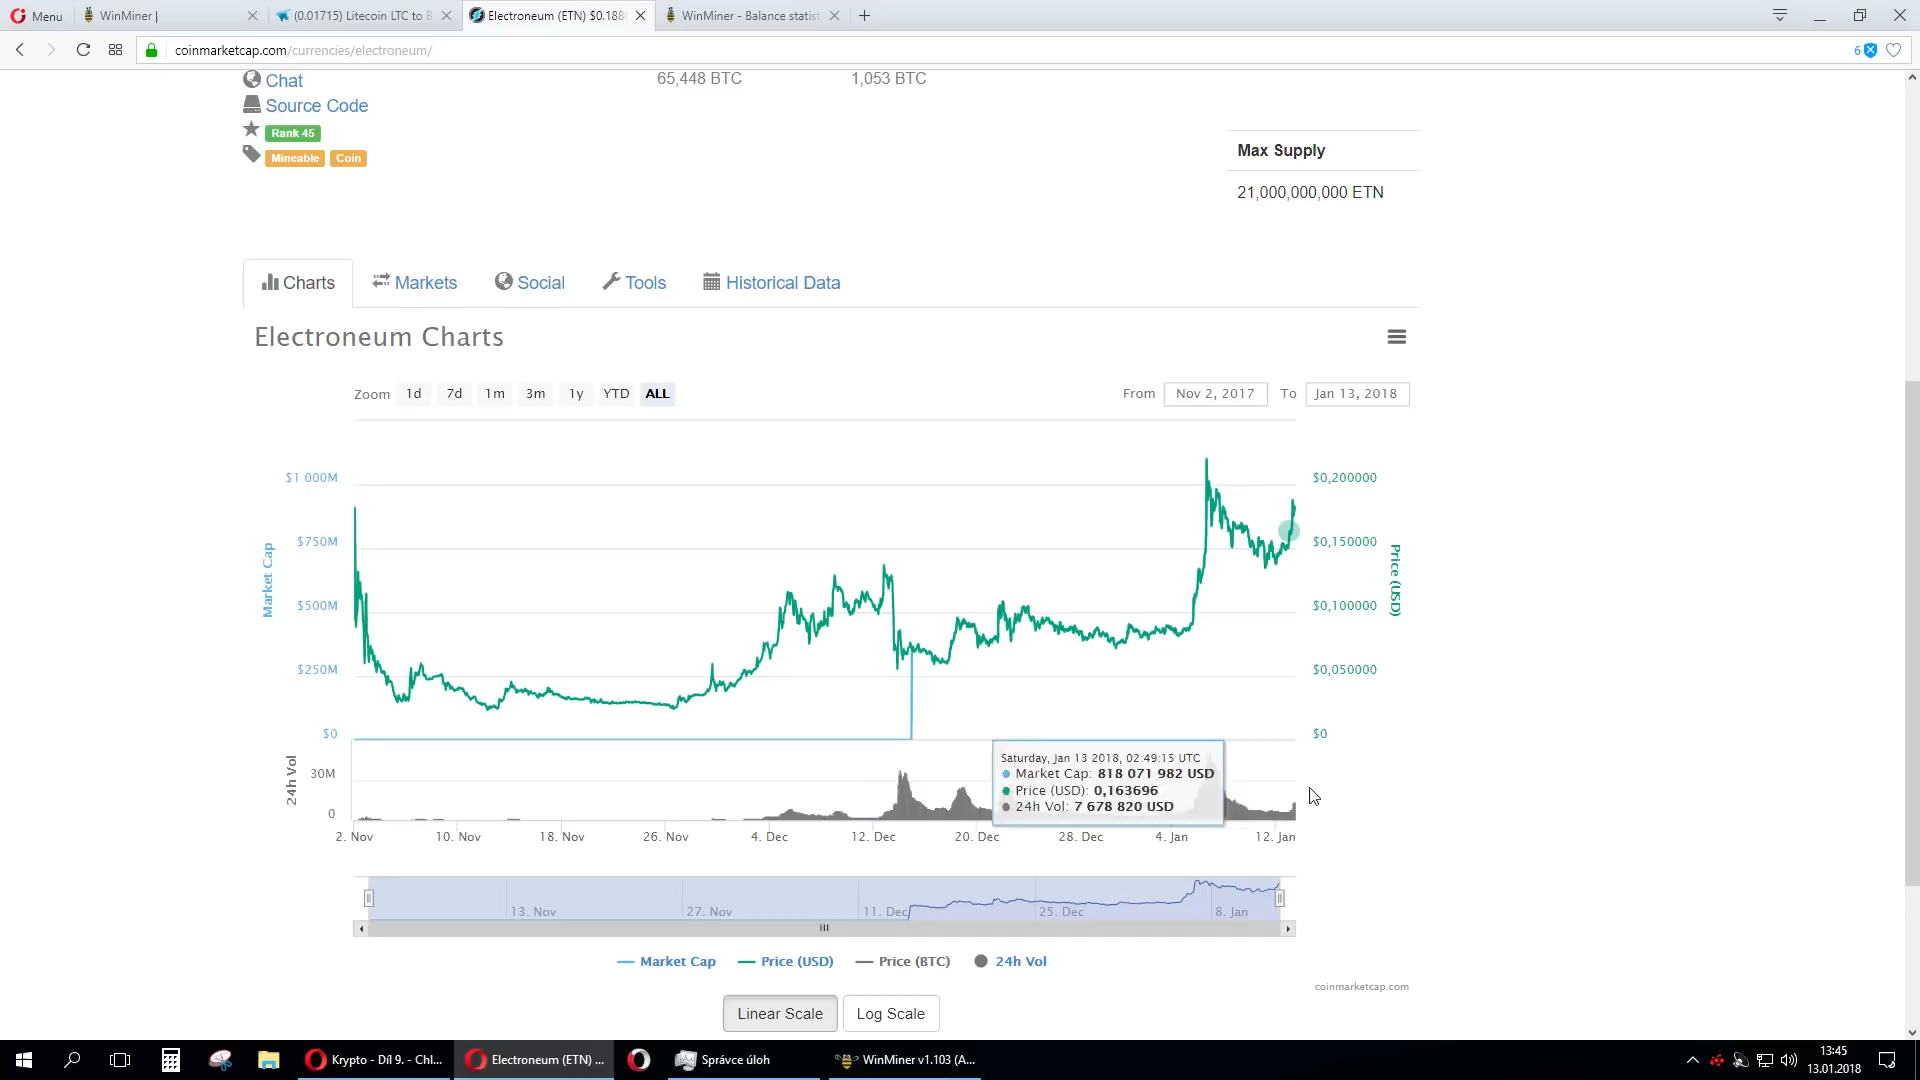 Menu
WinMiner |
(0.01715) Litecoin LTC to B
Electroneum (ETN) $0.188
WinMiner - Balance statist
coinmarketcap.com/currencies/electroneum/
6
Chat
65,448 BTC
1,053 BTC
Source Code
Rank 45
Mineable
Coin
Max Supply
21,000,000,000 ETN
Charts
Markets
Social
Tools
Historical Data
Electroneum Charts
Zoom 1d 7d 1m 3m 1y YTD ALL
From Nov 2, 2017 To Jan 13, 2018
$1 000M
$750M
$500M
$250M
$0
Market Cap
$0,200000
$0,150000
$0,100000
$0,050000
$0
Price (USD)
24h Vol
30M
0
Saturday, Jan 13 2018, 02:49:15 UTC
Market Cap: 818 071 982 USD
Price (USD): 0,163696
24h Vol: 7 678 820 USD
2. Nov 10. Nov 18. Nov 26. Nov 4. Dec 12. Dec 20. Dec 28. Dec 4. Jan 12. Jan
13. Nov 27. Nov 11. Dec 25. Dec 8. Jan
Market Cap Price (USD) Price (BTC) 24h Vol
coinmarketcap.com
Linear Scale
Log Scale
Krypto - Díl 9. - Chl...
Electroneum (ETN) ...
Správce úloh
WinMiner v1.103 (A...
13:45
13.01.2018